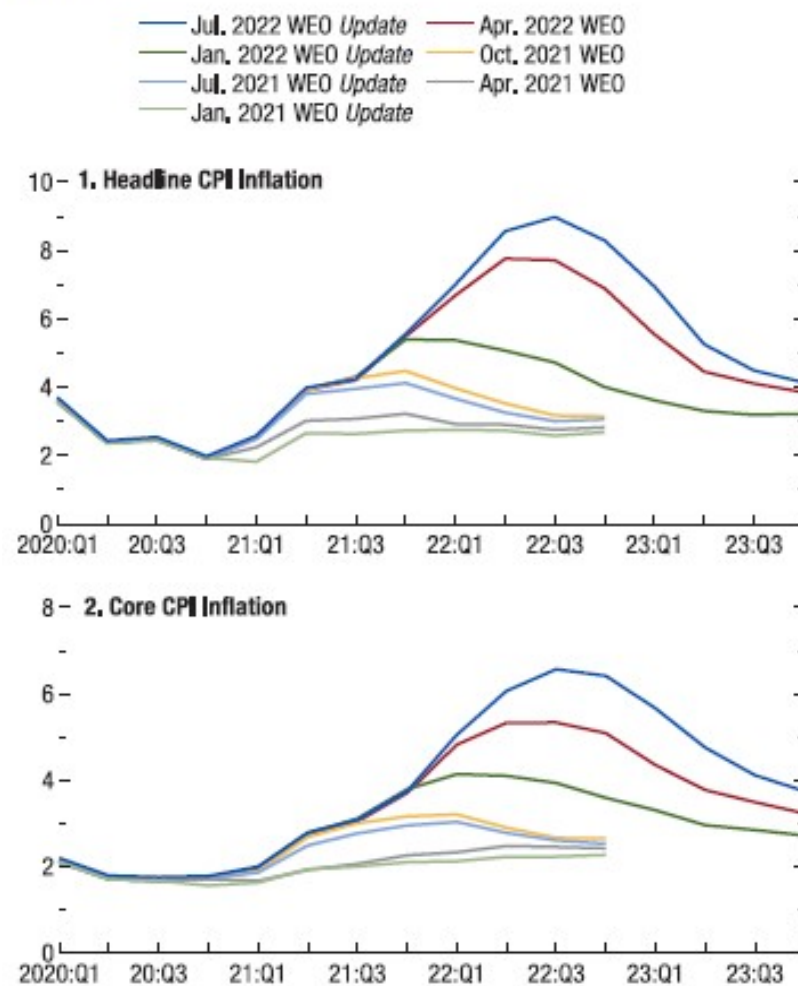 Jul. 2022 WEO Update Apr. 2022 WEO
Jan. 2022 WEO Update Oct. 2021 WEO
Jul. 2021 WEO Update Apr. 2021 WEO
Jan. 2021 WEO Update
10 1. Headline CPI Inflation
8
6
4
2
0
2020:Q1 20:Q3 21:Q1 21:Q3 22:Q1 22:Q3 23:Q1 23:Q3
8 2. Core CPI Inflation
6
4
2
0
2020:Q1 20:Q3 21:Q1 21:Q3 22:Q1 22:Q3 23:Q1 23:Q3